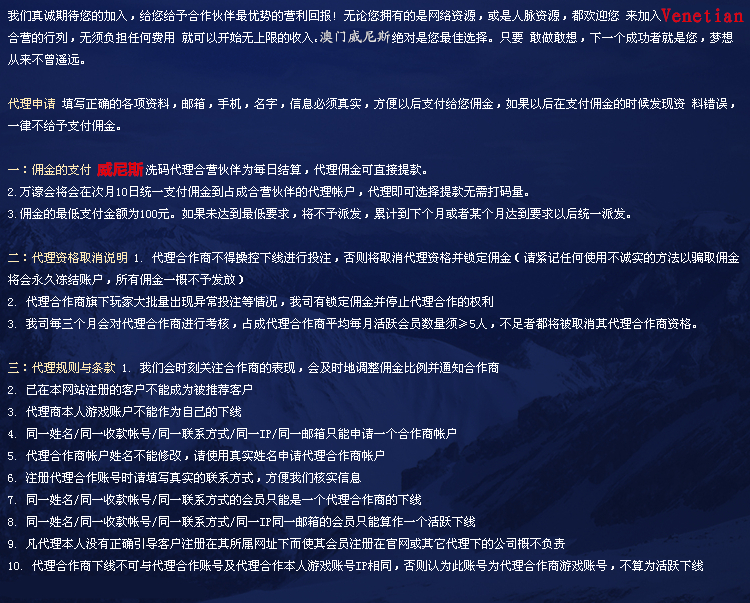 我们真诚期待您的加入，给您给予合作伙伴最优势的营利回报！无论您拥有的是网络资源，或是人脉资源，都欢迎您 来加入Venetian
合营的行列，无须负担任何费用 就可以开始无上限的收入.澳门威尼斯绝对是您最佳选择。只要 敢做敢想，下一个成功者就是您，梦想
从来不曾遥远。
代理申请 填写正确的各项资料，邮箱，手机，名字，信息必须真实，方便以后支付给您佣金，如果以后在支付佣金的时候发现资 料错误，
一律不给予支付佣金。
一：佣金的支付 威尼斯洗码代理合营伙伴为每日结算，代理佣金可直接提款。
2.万濠会将会在次月10日统一支付佣金到占成合营伙伴的代理帐户，代理即可选择提款无需打码量。
3.佣金的最低支付金额为100元。如果未达到最低要求，将不予派发，累计到下个月或者某个月达到要求以后统一派发。
二：代理资格取消说明 1. 代理合作商不得操控下线进行投注，否则将取消代理资格并锁定佣金（请紧记任何使用不诚实的方法以骗取佣金
将会永久冻结账户，所有佣金一概不予发放）
2. 代理合作商旗下玩家大批量出现异常投注等情况，我司有锁定佣金并停止代理合作的权利
3. 我司每三个月会对代理合作商进行考核，占成代理合作商平均每月活跃会员数量须≥5人，不足者都将被取消其代理合作商资格。
三：代理规则与条款 1. 我们会时刻关注合作商的表现，会及时地调整佣金比例并通知合作商
2. 已在本网站注册的客户不能成为被推荐客户
3. 代理商本人游戏账户不能作为自己的下线
4. 同一姓名/同一收款帐号/同一联系方式/同一IP/同一邮箱只能申请一个合作商帐户
5. 代理合作商帐户姓名不能修改，请使用真实姓名申请代理合作商帐户
6. 注册代理合作账号时请填写真实的联系方式，方便我们核实信息
7. 同一姓名/同一收款帐号/同一联系方式的会员只能是一个代理合作商的下线
8. 同一姓名/同一收款帐号/同一联系方式/同一IP同一邮箱的会员只能算作一个活跃下线
9. 凡代理本人没有正确引导客户注册在其所属网址下而使其会员注册在官网或其它代理下的公司概不负责
10. 代理合作商下线不可与代理合作账号及代理合作本人游戏账号IP相同，否则认为此账号为代理合作商游戏账号，不算为活跃下线